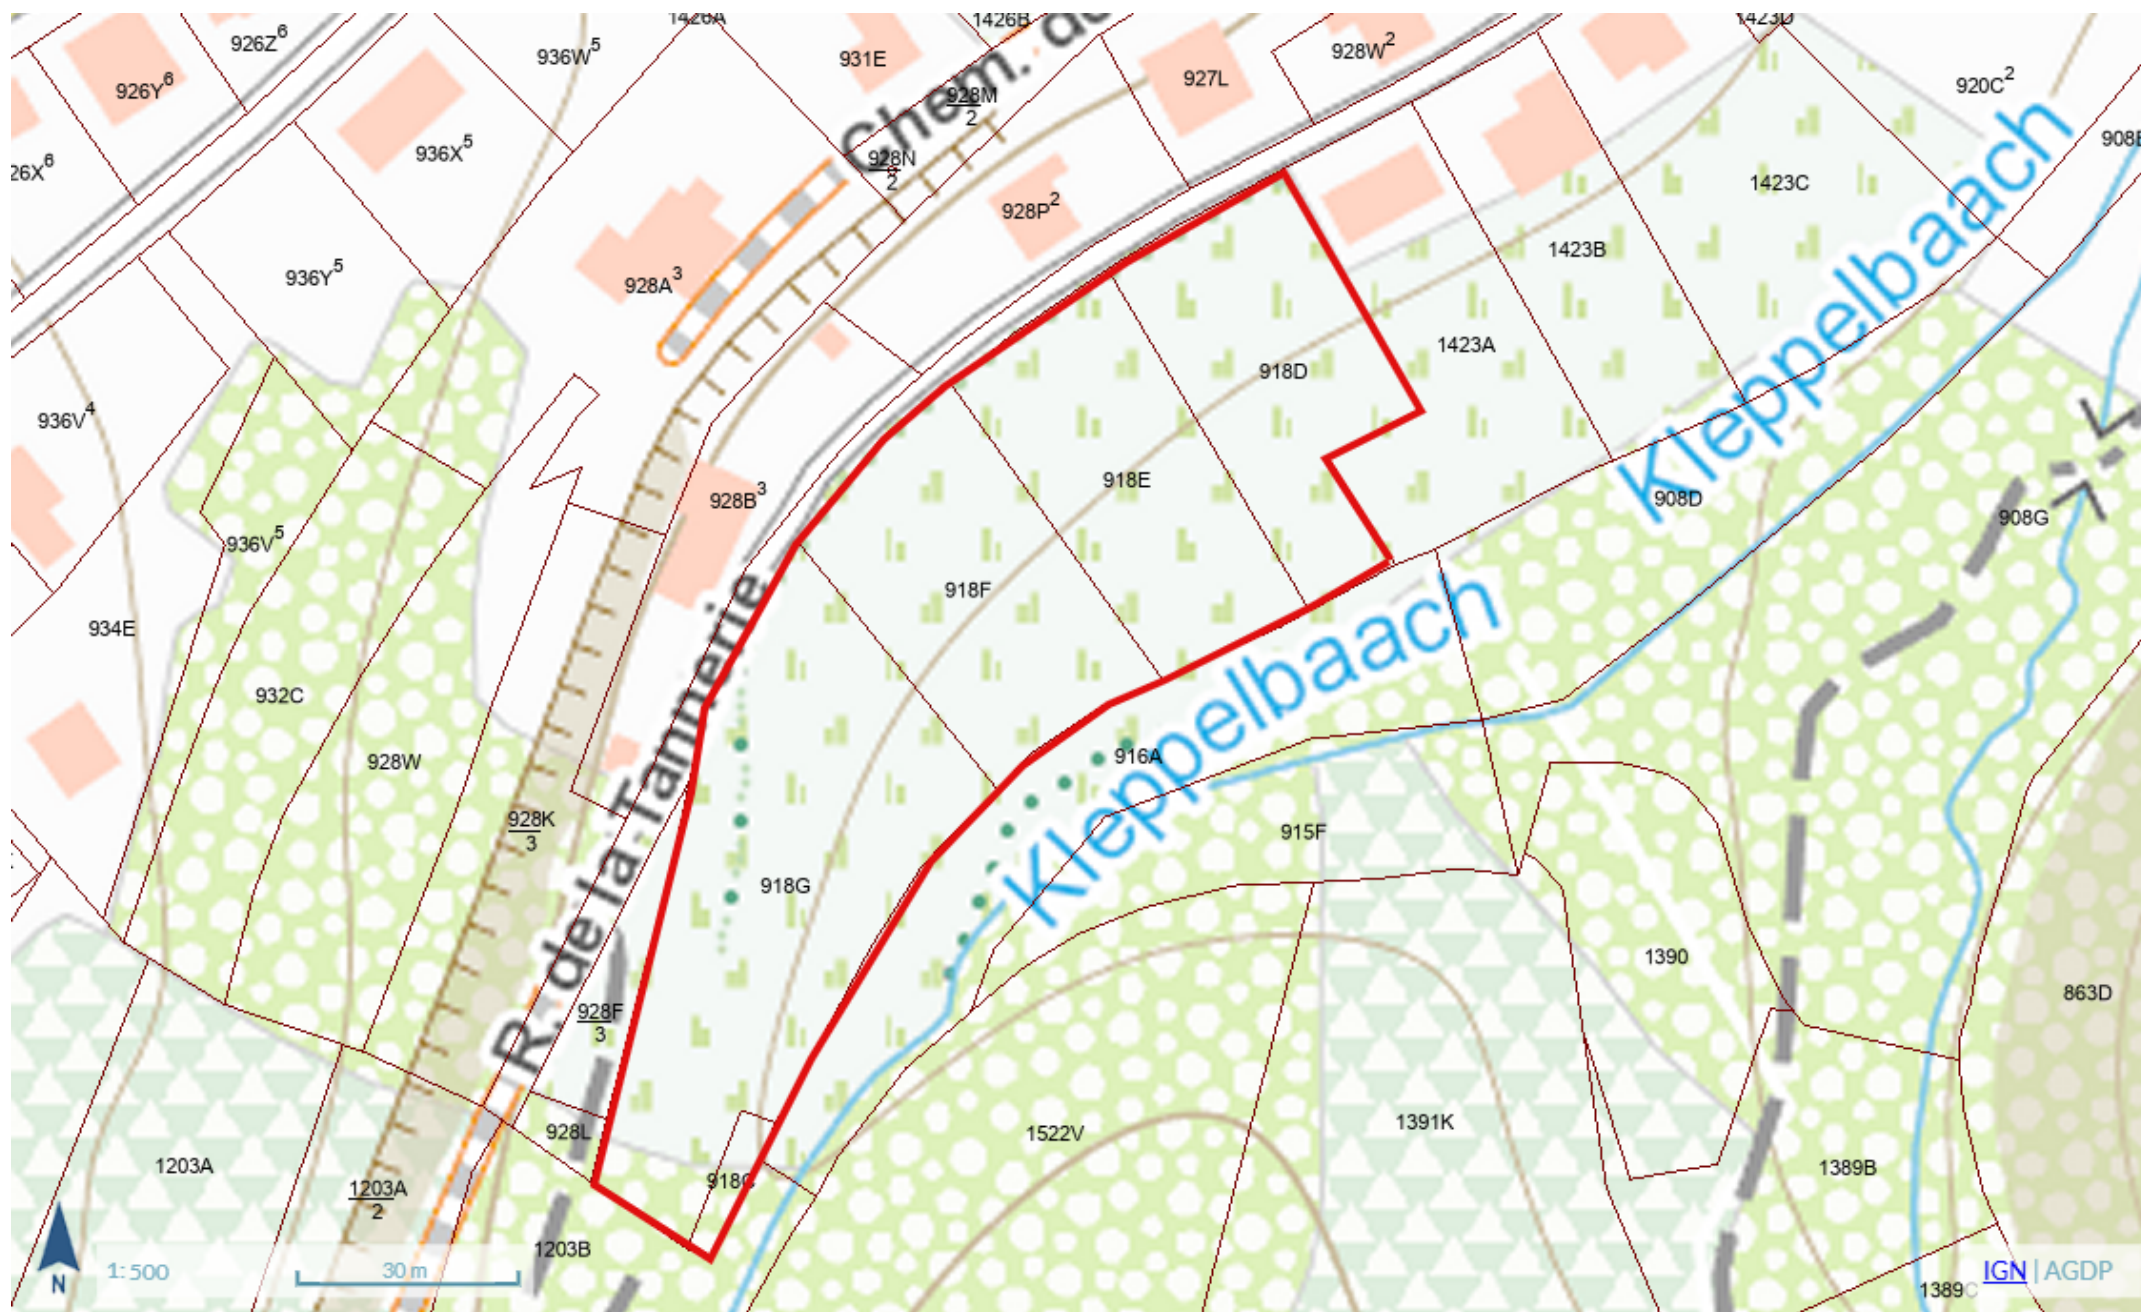 1426A
1426B
1423D
926Z⁶
936W⁵
931E
Chem. de
928W²
927L
926Y⁶
920C²
928M
2
908E
936X⁵
928N
2
26X⁶
1423C
928P²
Kleppelbaach
1423B
936Y⁵
928A³
1423A
918D
936V⁴
918E
928B³
908D
908G
936V⁵
918F
934E
Kleppelbaach
932C
916A
928W
R. de la Tannerie
928K
3
915F
918G
1390
863D
928F
3
1391K
928L
1522V
1203A
1389B
918C
1203A
2
1203B
N
1:500
30 m
IGN | AGDP
1389C